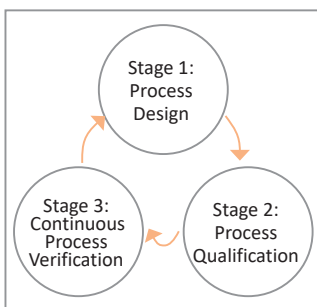 Stage 1:
Process
Design
Stage 2:
Process
Qualification
Stage 3:
Continuous
Process
Verification